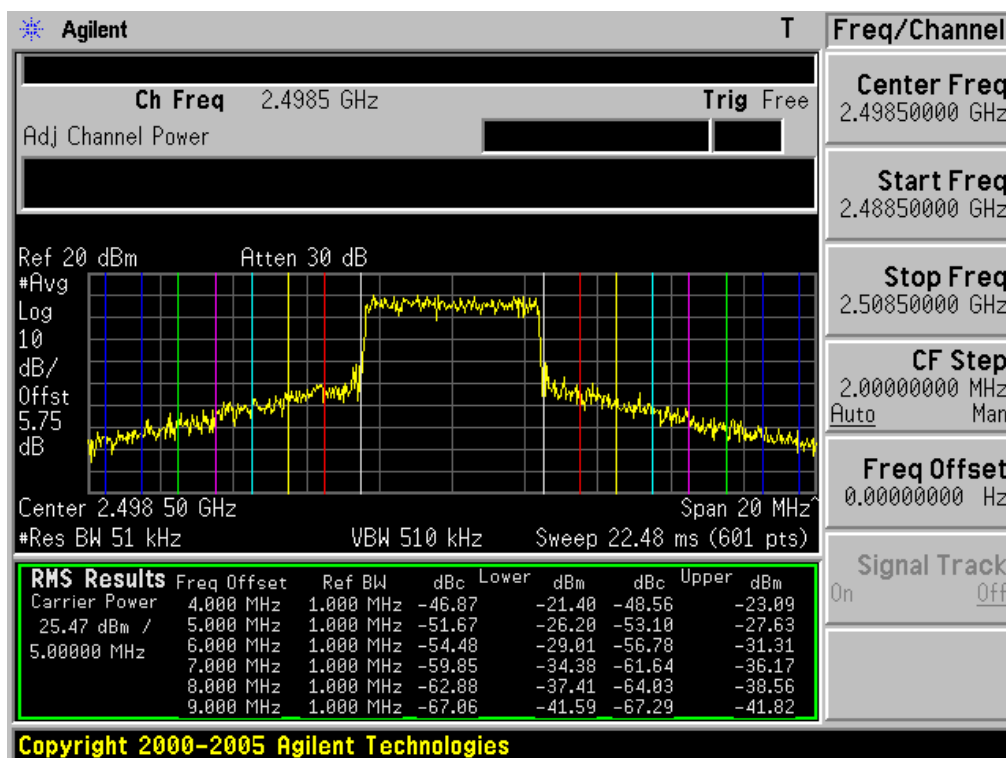 Agilent T Freq/Channel
Ch Freq 2.4985 GHz Trig Free
Adj Channel Power
Center Freq
2.49850000 GHz
Start Freq
2.48850000 GHz
Stop Freq
2.50850000 GHz
CF Step
2.00000000 MHz
Auto Man
Freq Offset
0.00000000 Hz
Signal Track
On Off
Ref 20 dBm Atten 30 dB
#Avg
Log
10
dB/
Offst
5.75
dB
Center 2.498 50 GHz Span 20 MHz^
#Res BW 51 kHz VBW 510 kHz Sweep 22.48 ms (601 pts)
RMS Results Freq Offset Ref BW dBc Lower dBm dBc Upper dBm
Carrier Power 4.000 MHz 1.000 MHz -46.87 -21.40 -48.56 -23.09
25.47 dBm / 5.000 MHz 1.000 MHz -51.67 -26.20 -53.10 -27.63
5.00000 MHz 6.000 MHz 1.000 MHz -54.48 -29.01 -56.78 -31.31
7.000 MHz 1.000 MHz -59.85 -34.38 -61.64 -36.17
8.000 MHz 1.000 MHz -62.88 -37.41 -64.03 -38.56
9.000 MHz 1.000 MHz -67.06 -41.59 -67.29 -41.82
Copyright 2000-2005 Agilent Technologies